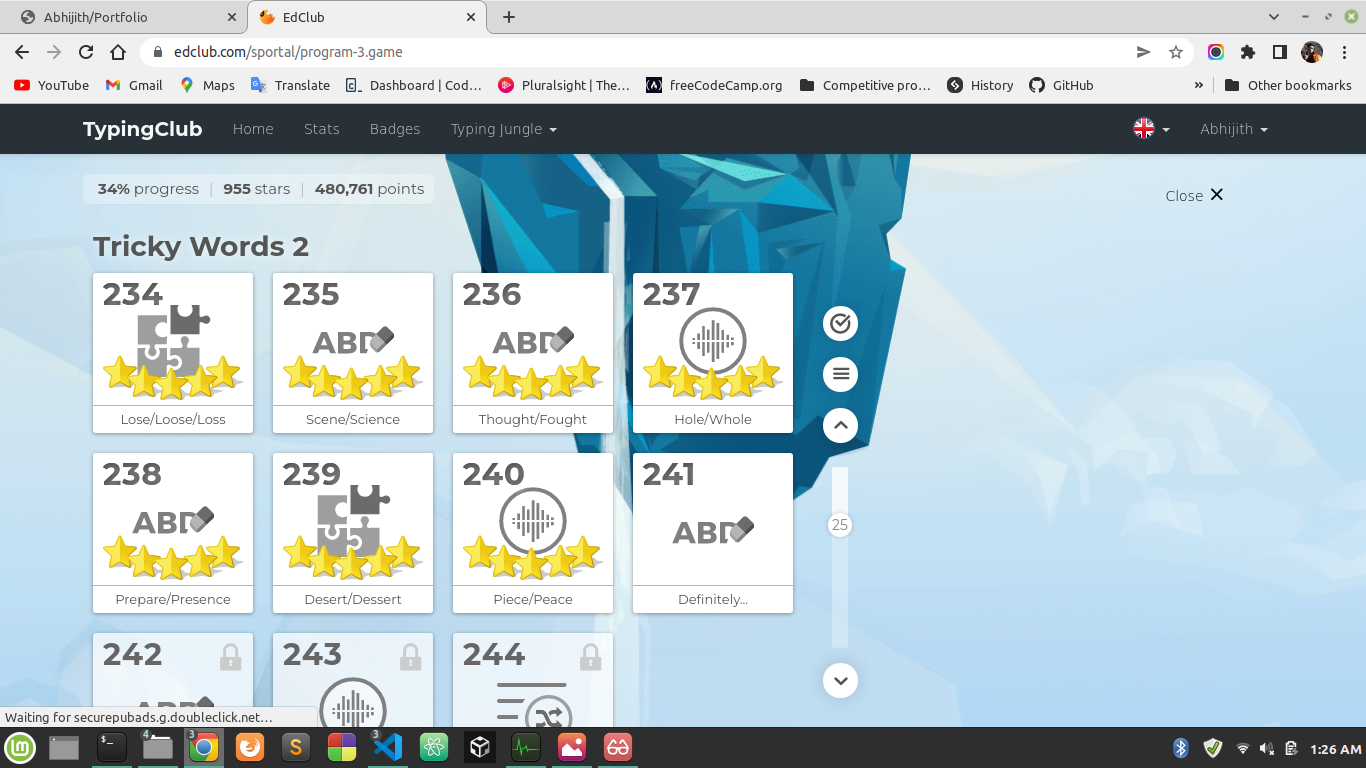 Abhijith/Portfolio
EdClub
edclub.com/sportal/program-3.game
YouTube Gmail Maps Translate Dashboard | Cod... Pluralsight | The... freeCodeCamp.org Competitive pro... History GitHub » Other bookmarks
TypingClub Home Stats Badges Typing Jungle Abhijith
34% progress | 955 stars | 480,761 points
Close
Tricky Words 2
234 235 236 237
ABD ABD
Lose/Loose/Loss Scene/Science Thought/Fought Hole/Whole
238 239 240 241
ABD ABD
25
Prepare/Presence Desert/Dessert Piece/Peace Definitely...
242 243 244
Waiting for securepubads.g.doubleclick.net...
4 3 3
1:26 AM